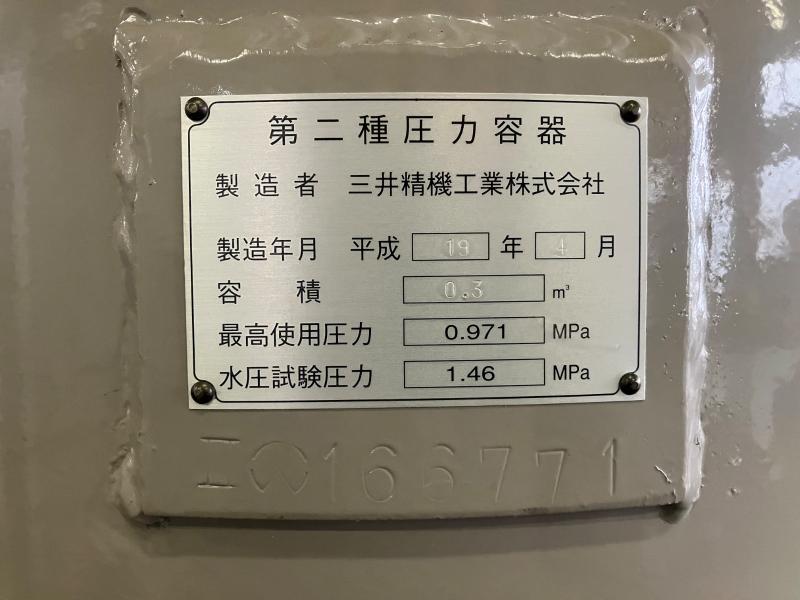 第二種圧力容器
製造者 三井精機工業株式会社
製造年月 平成 19 年 4 月
容積 0.3 m³
最高使用圧力 0.971 MPa
水圧試験圧力 1.46 MPa
166771